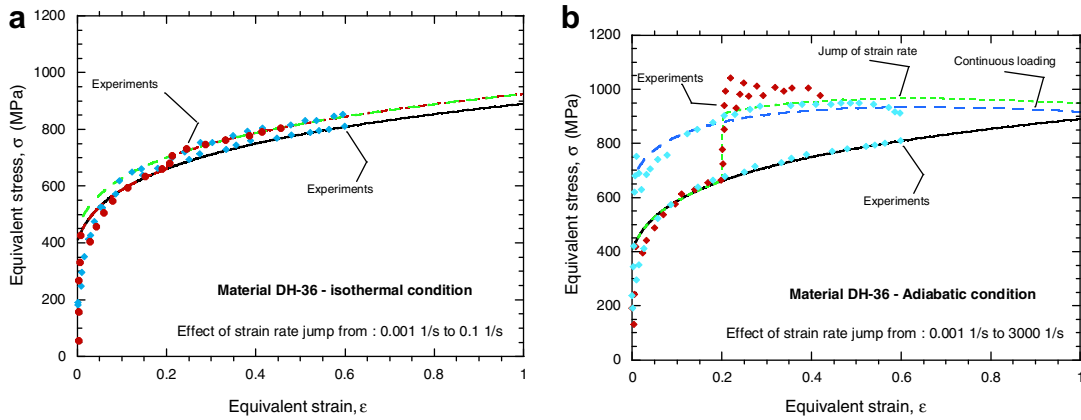 a
1200
1000
800
600
400
200
0
Equivalent stress, σ (MPa)
Experiments
Experiments
Material DH-36 - isothermal condition
Effect of strain rate jump from : 0.001 1/s to 0.1 1/s
0
0.2
0.4
0.6
0.8
1
Equivalent strain, ε
b
1200
1000
800
600
400
200
0
Equivalent stress, σ (MPa)
Jump of strain rate
Continuous loading
Experiments
Experiments
Material DH-36 - Adiabatic condition
Effect of strain rate jump from : 0.001 1/s to 3000 1/s
0
0.2
0.4
0.6
0.8
1
Equivalent strain, ε